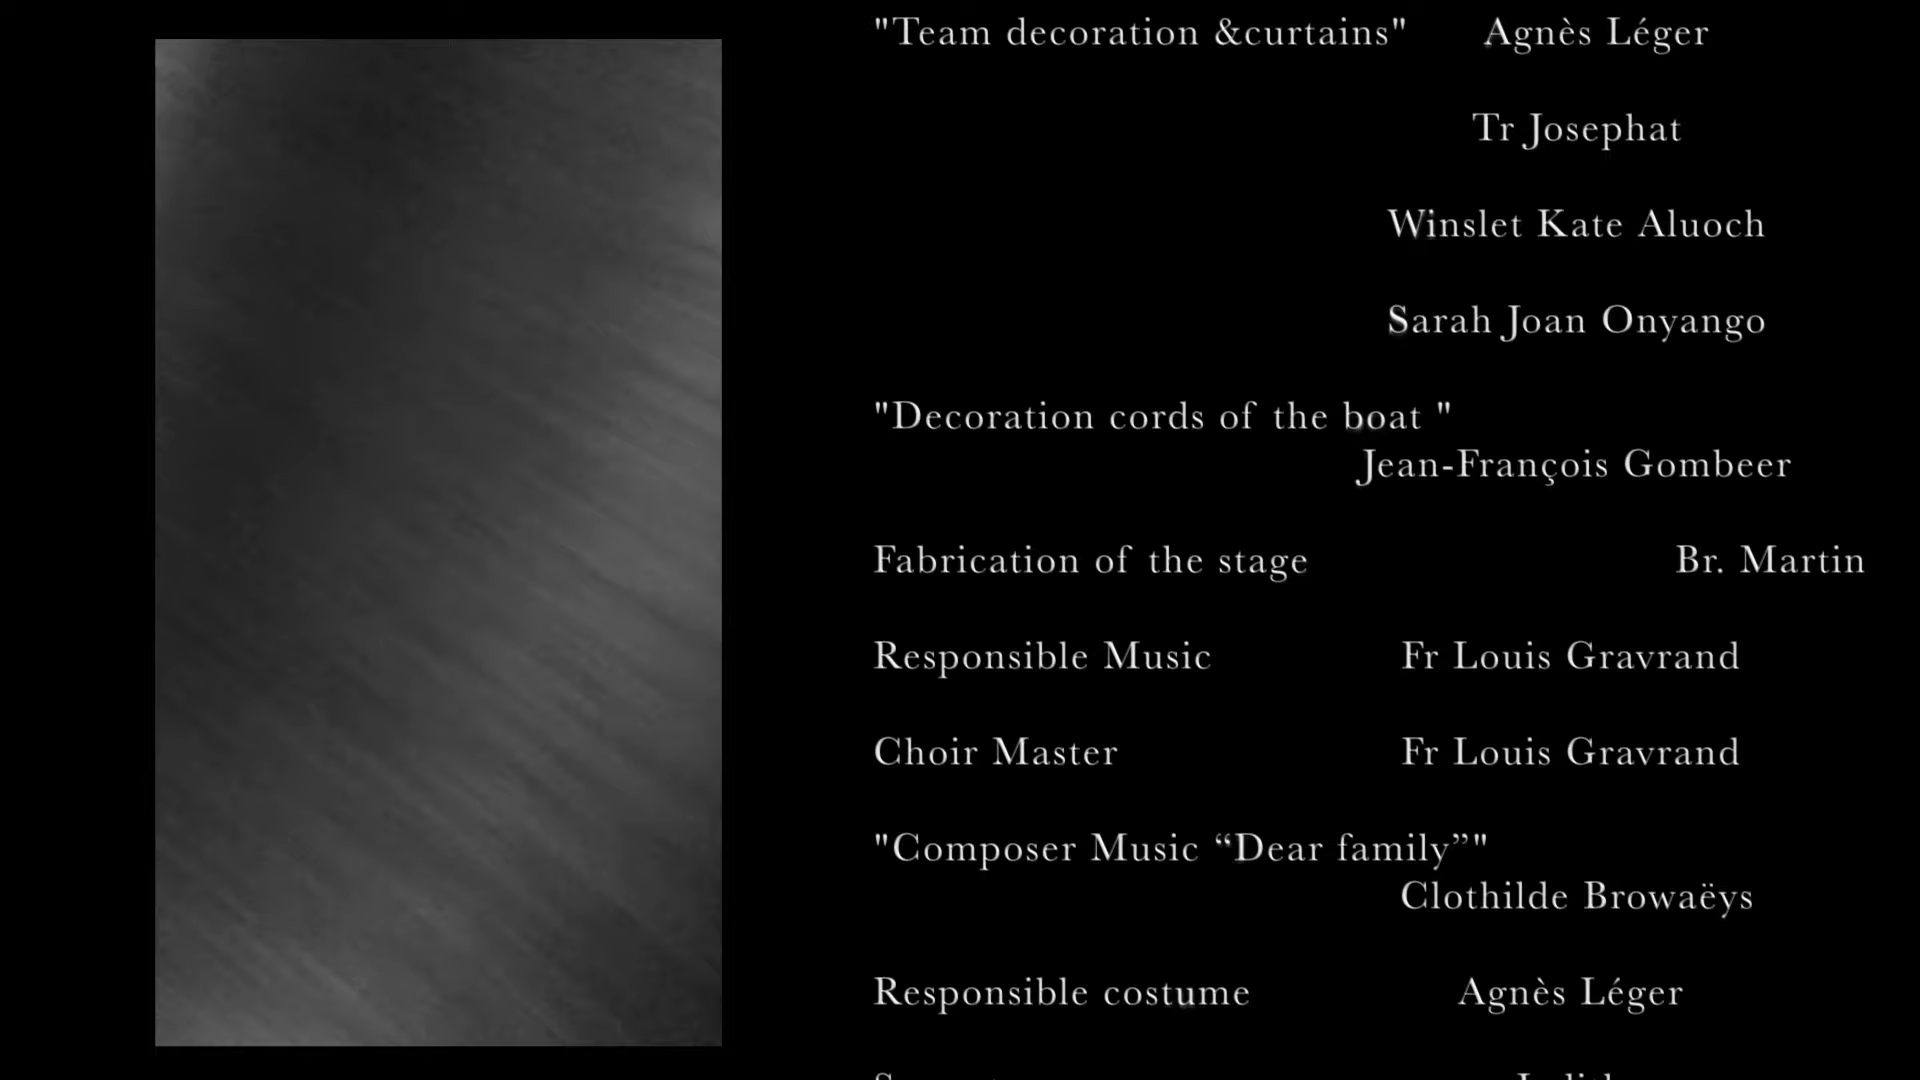 "Team decoration &curtains" Agnès Léger
Tr Josephat
Winslet Kate Aluoch
Sarah Joan Onyango
"Decoration cords of the boat "
Jean-François Gombeer
Fabrication of the stage Br. Martin
Responsible Music Fr Louis Gravrand
Choir Master Fr Louis Gravrand
"Composer Music “Dear family”"
Clothilde Browaëys
Responsible costume Agnès Léger